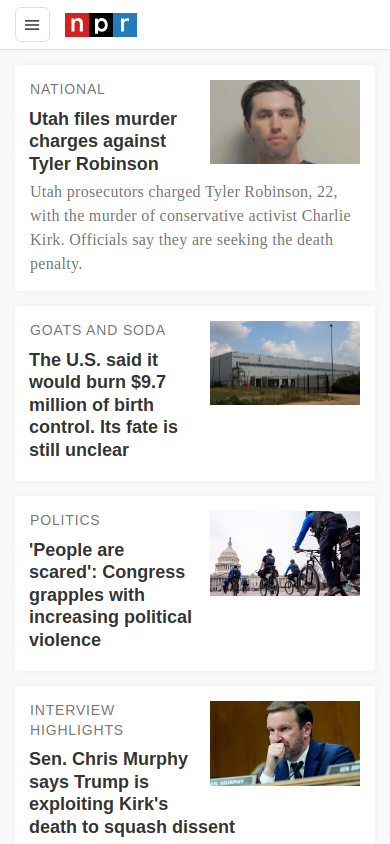 npr
NATIONAL
Utah files murder
charges against
Tyler Robinson
Utah prosecutors charged Tyler Robinson, 22,
with the murder of conservative activist Charlie
Kirk. Officials say they are seeking the death
penalty.
GOATS AND SODA
The U.S. said it
would burn $9.7
million of birth
control. Its fate is
still unclear
POLITICS
'People are
scared': Congress
grapples with
increasing political
violence
INTERVIEW
HIGHLIGHTS
Sen. Chris Murphy
says Trump is
exploiting Kirk's
death to squash dissent
MURPHY